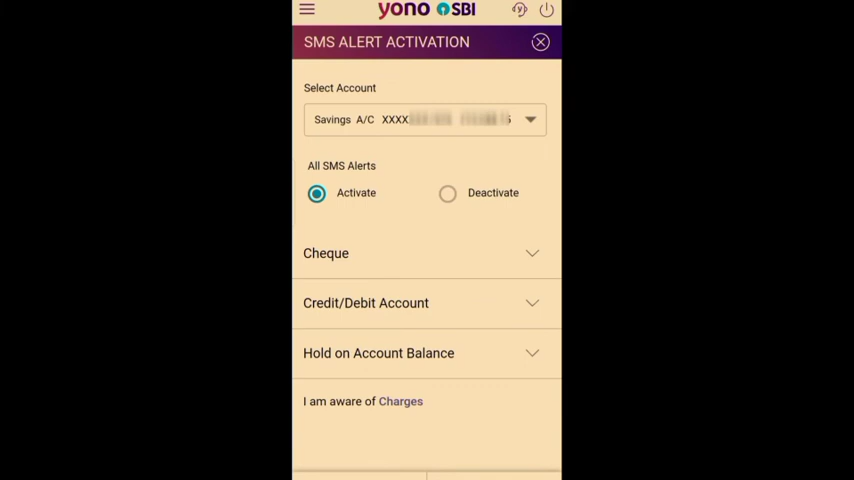 yono SBI
SMS ALERT ACTIVATION
Select Account
Savings A/C XXXX
All SMS Alerts
Activate
Deactivate
Cheque
Credit/Debit Account
Hold on Account Balance
I am aware of Charges